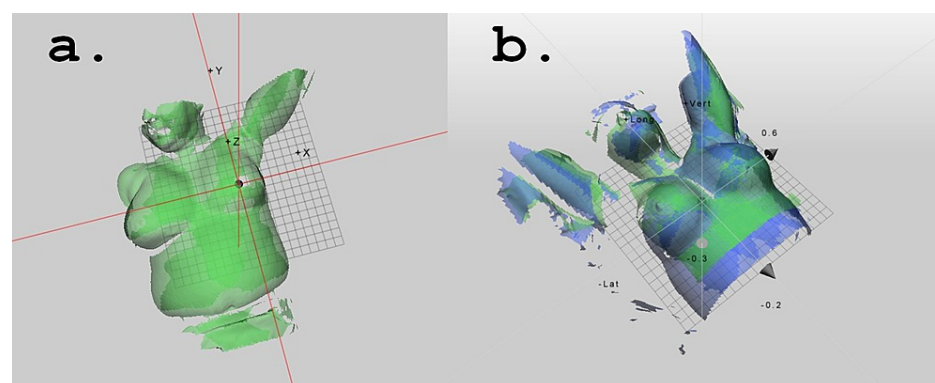 a.
+Y
+Z
+X
b.
+Vert
+Long
0.6
-0.3
-Lat
-0.2